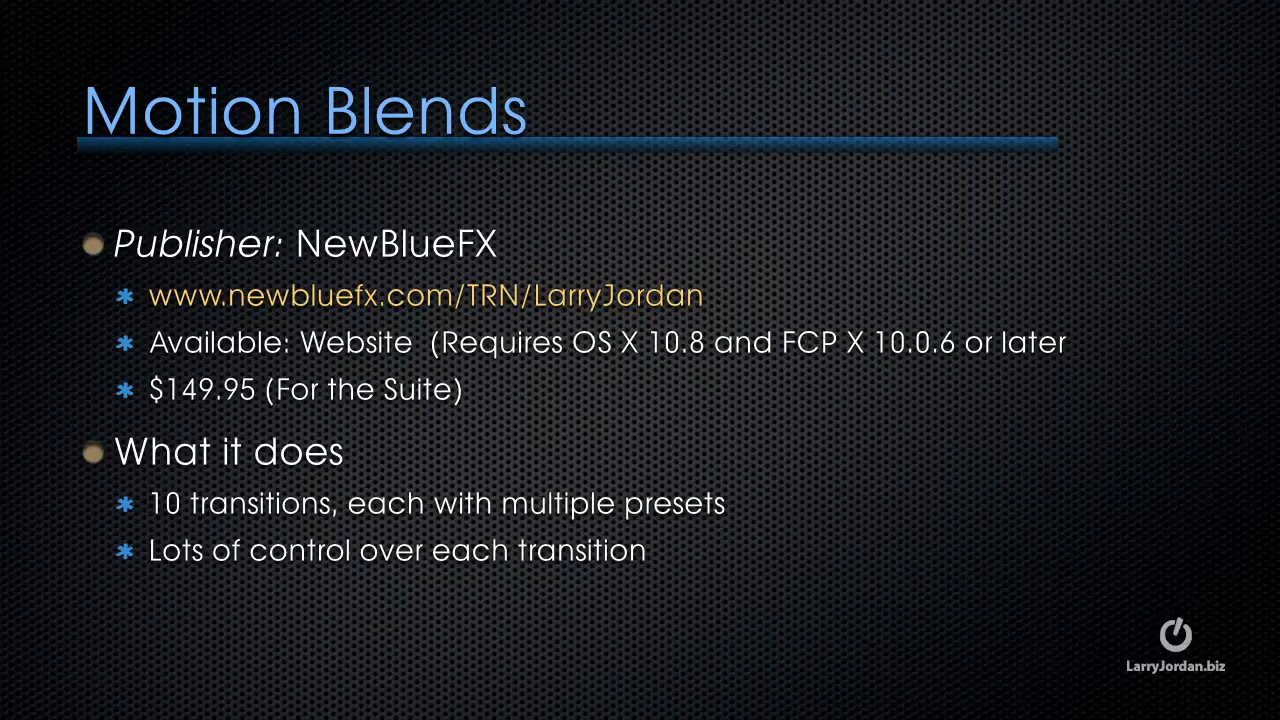 Motion Blends
Publisher: NewBlueFX
www.newbluefx.com/TRN/LarryJordan
Available: Website  (Requires OS X 10.8 and FCP X 10.0.6 or later
$149.95 (For the Suite)
What it does
10 transitions, each with multiple presets
Lots of control over each transition
LarryJordan.biz